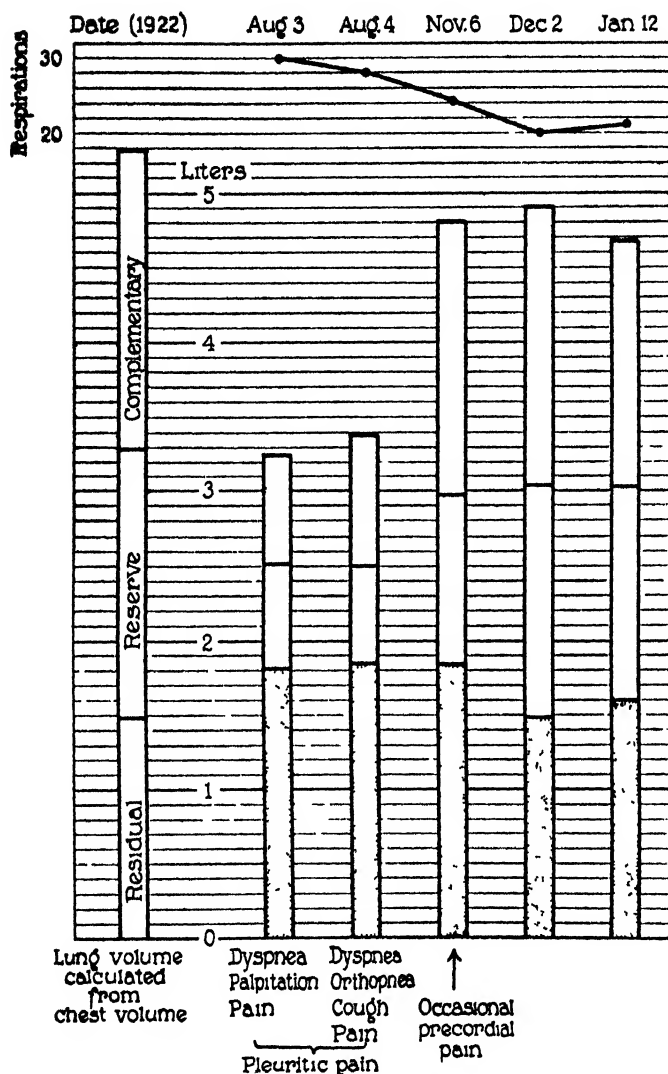 Date (1922) Aug 3 Aug. 4 Nov. 6 Dec 2 Jan 12
Respirations
30
20
Liters
5
4
3
2
1
0
Complementary
Reserve
Residual
Lung volume
calculated
from
chest volume
Dyspnea
Palpitation
Pain
Dyspnea
Orthopnea
Cough
Pain
Pleuritic pain
Occasional
precordial
pain